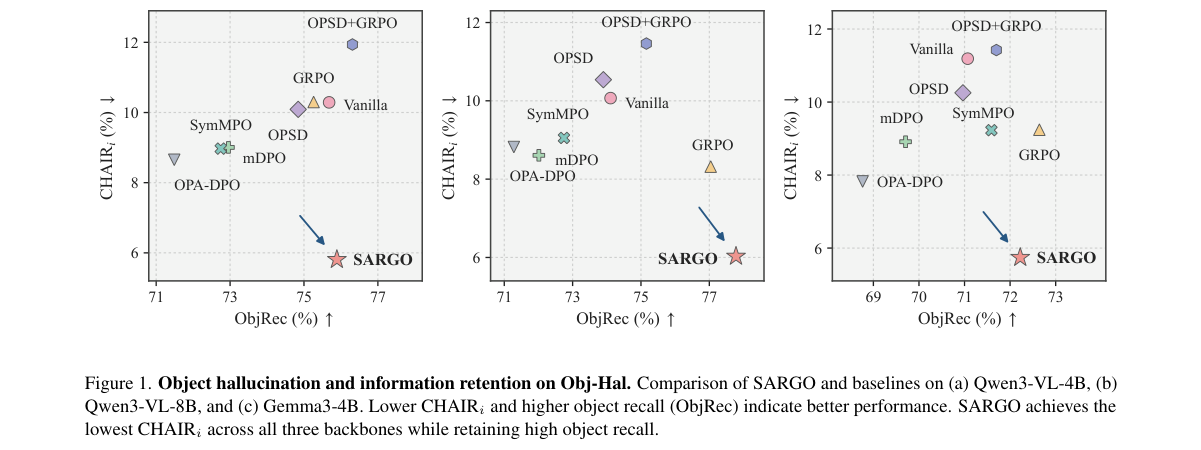 OPSD+GRPO
GRPO
Vanilla
OPSD
SymMPO
mDPO
OPA-DPO
SARGO
12
10
8
6
71 73 75 77
CHAIRᵢ (%) ↓
ObjRec (%) ↑
OPSD+GRPO
OPSD
Vanilla
SymMPO
mDPO
OPA-DPO
GRPO
SARGO
12
10
8
6
71 73 75 77
CHAIRᵢ (%) ↓
ObjRec (%) ↑
OPSD+GRPO
Vanilla
OPSD
SymMPO
mDPO
GRPO
OPA-DPO
SARGO
12
10
8
6
69 70 71 72 73
CHAIRᵢ (%) ↓
ObjRec (%) ↑
Figure 1. Object hallucination and information retention on Obj-Hal. Comparison of SARGO and baselines on (a) Qwen3-VL-4B, (b)
Qwen3-VL-8B, and (c) Gemma3-4B. Lower CHAIRᵢ and higher object recall (ObjRec) indicate better performance. SARGO achieves the
lowest CHAIRᵢ across all three backbones while retaining high object recall.